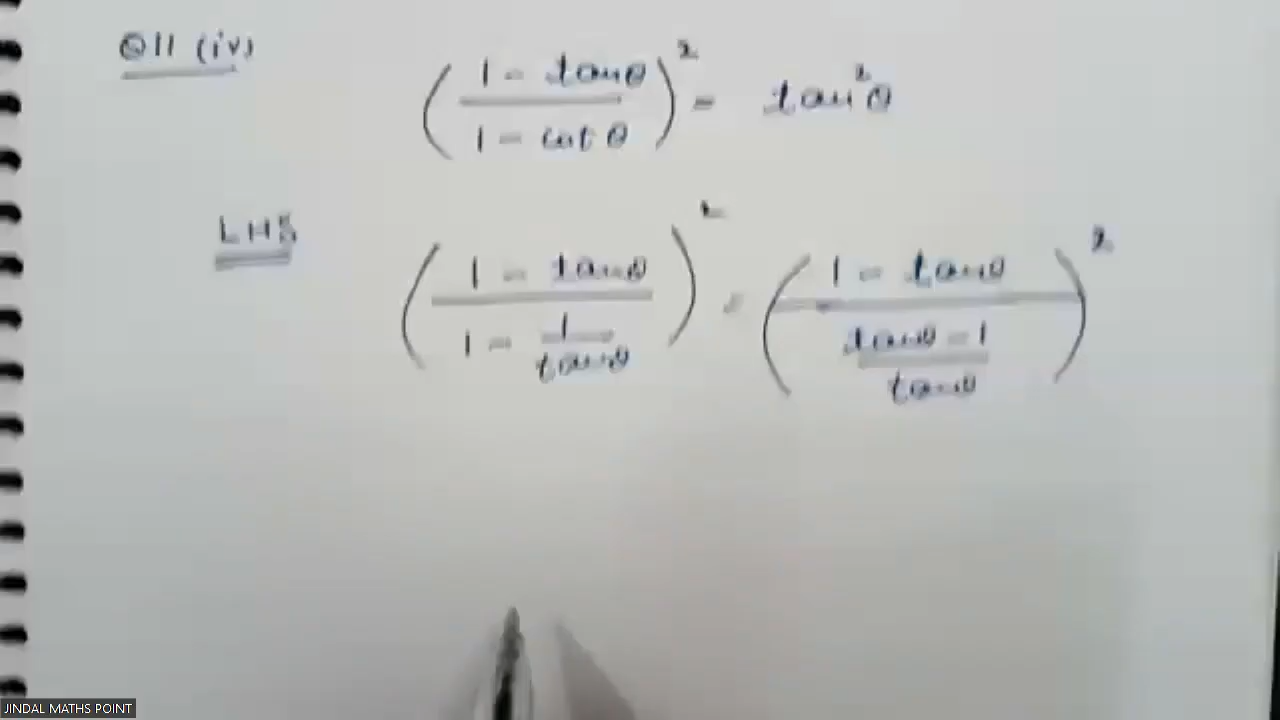 Q11 (iv)
(1 - tanθ / 1 - cot θ)² = tan²θ
LHS (1 - tanθ / 1 - 1/tanθ)² = (1 - tanθ / tanθ - 1/tanθ)²
JINDAL MATHS POINT